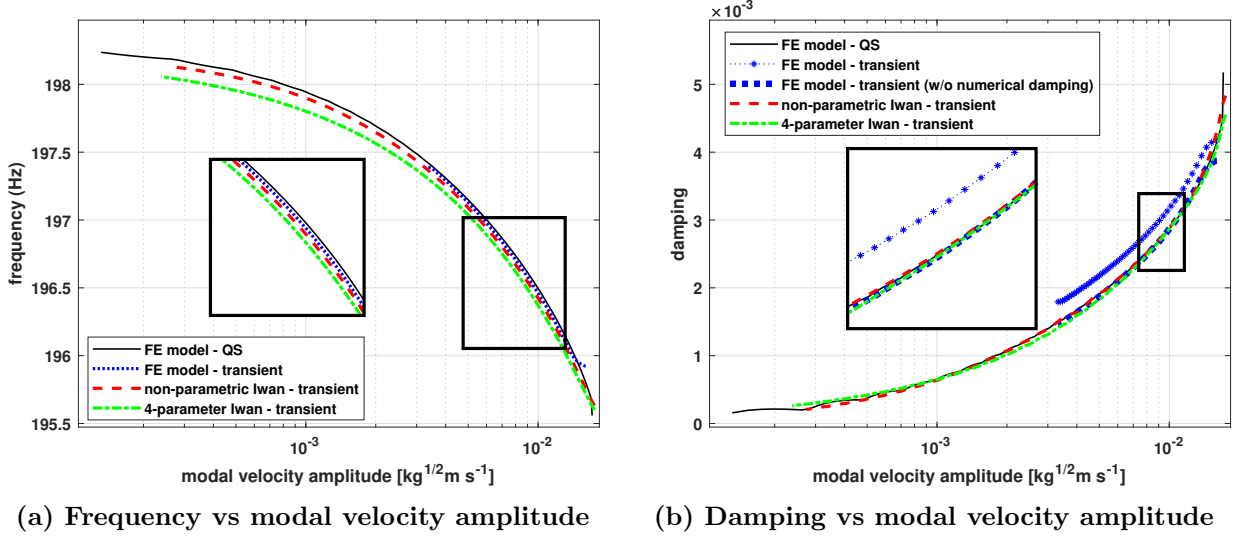 198
197.5
197
196.5
196
195.5
frequency (Hz)
10^-3
10^-2
modal velocity amplitude [kg^1/2 m s^-1]
FE model - QS
FE model - transient
non-parametric Iwan - transient
4-parameter Iwan - transient
(a) Frequency vs modal velocity amplitude
×10^-3
5
4
3
2
1
0
damping
10^-3
10^-2
modal velocity amplitude [kg^1/2 m s^-1]
FE model - QS
FE model - transient
FE model - transient (w/o numerical damping)
non-parametric Iwan - transient
4-parameter Iwan - transient
(b) Damping vs modal velocity amplitude